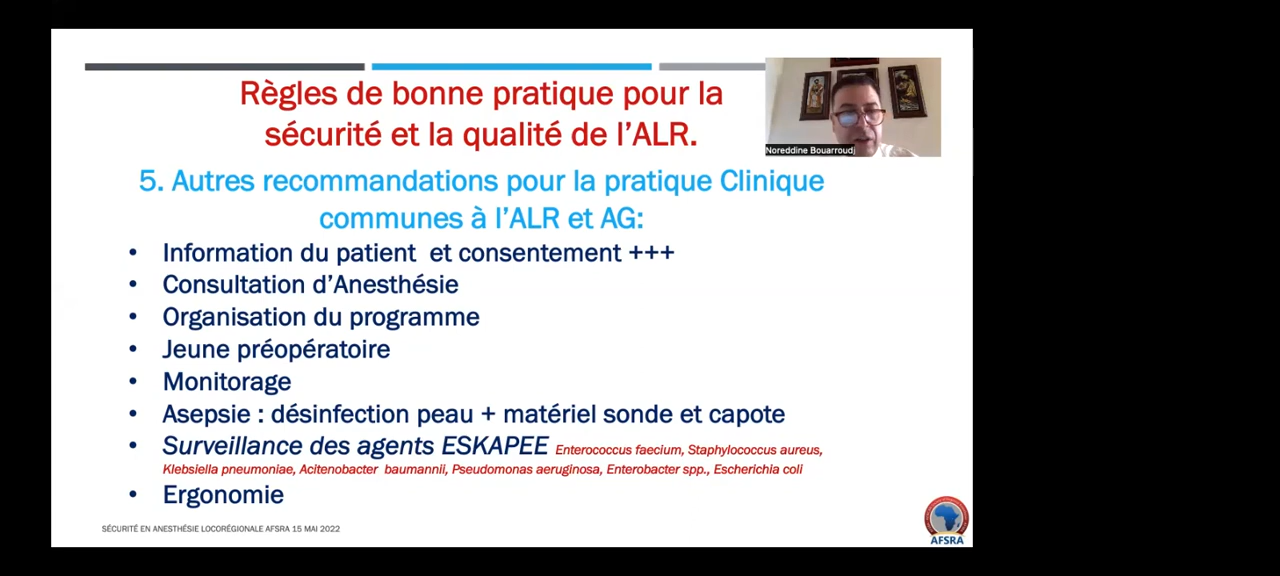 Règles de bonne pratique pour la
sécurité et la qualité de l'ALR.
Noreddine Bouarroudj
5. Autres recommandations pour la pratique Clinique
communes à l'ALR et AG:
• Information du patient et consentement +++
• Consultation d'Anesthésie
• Organisation du programme
• Jeune préopératoire
• Monitorage
• Asepsie : désinfection peau + matériel sonde et capote
• Surveillance des agents ESKAPEE Enterococcus faecium, Staphylococcus aureus,
Klebsiella pneumoniae, Acitenobacter baumannii, Pseudomonas aeruginosa, Enterobacter spp., Escherichia coli
• Ergonomie
SÉCURITÉ EN ANESTHÉSIE LOCORÉGIONALE AFSRA 15 MAI 2022
AFSRA